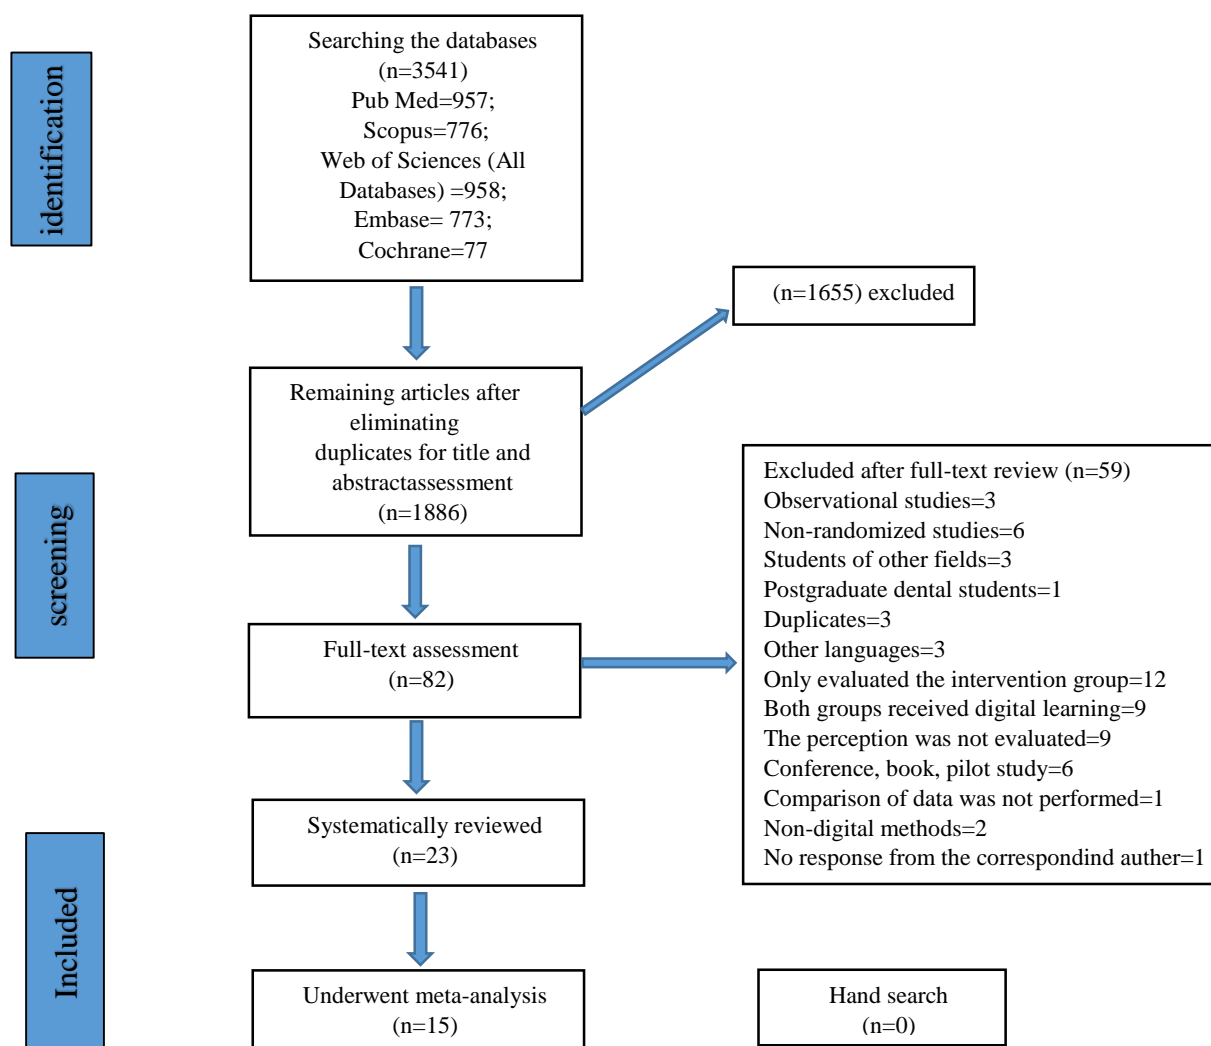 identification
Searching the databases
(n=3541)
Pub Med=957;
Scopus=776;
Web of Sciences (All
Databases) =958;
Embase= 773;
Cochrane=77
(n=1655) excluded
Remaining articles after
eliminating
duplicates for title and
abstractassessment
(n=1886)
screening
Full-text assessment
(n=82)
Excluded after full-text review (n=59)
Observational studies=3
Non-randomized studies=6
Students of other fields=3
Postgraduate dental students=1
Duplicates=3
Other languages=3
Only evaluated the intervention group=12
Both groups received digital learning=9
The perception was not evaluated=9
Conference, book, pilot study=6
Comparison of data was not performed=1
Non-digital methods=2
No response from the correspondind auther=1
Systematically reviewed
(n=23)
Included
Underwent meta-analysis
(n=15)
Hand search
(n=0)